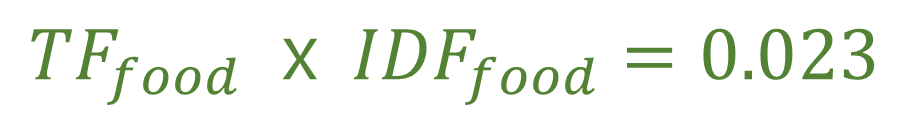 TF_food x IDF_food = 0.023